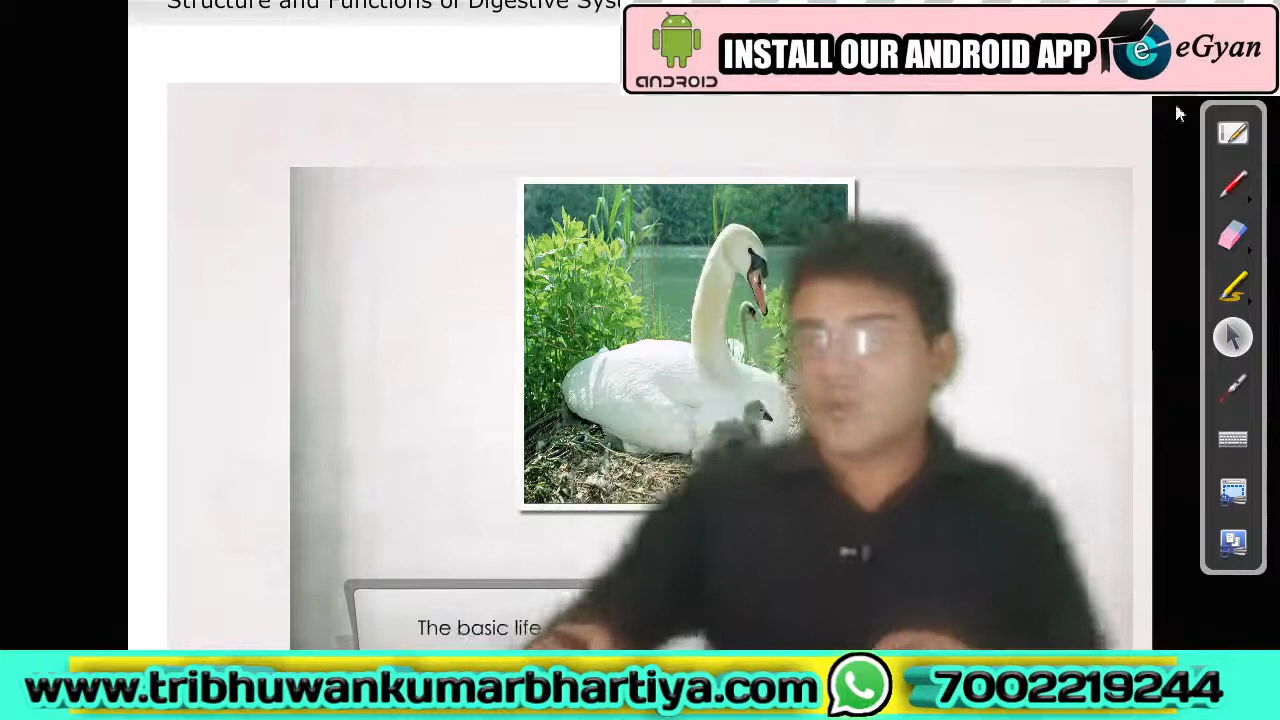 Structure and Functions of Digestive Sys
INSTALL OUR ANDROID APP
ANDROID
e
eGyan
The basic life
www.tribhuwankumarbhartiya.com
7002219244